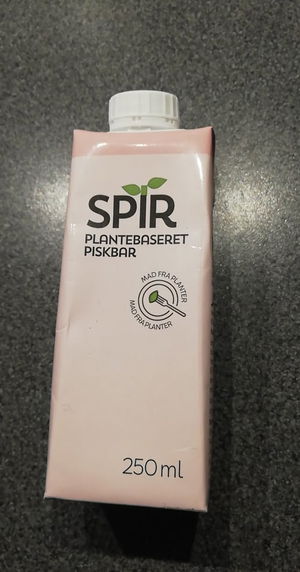 SPIR
PLANTEBASERET
PISKBAR
MAD FRA PLANTER
MAD FRA PLANTER
250 ml